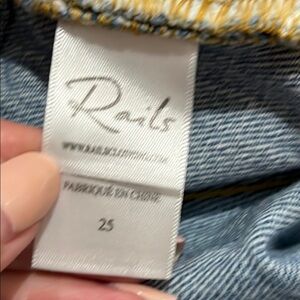 Rails
WWW.RAILSCLOTHING.COM
FABRIQUÉ EN CHINE
25